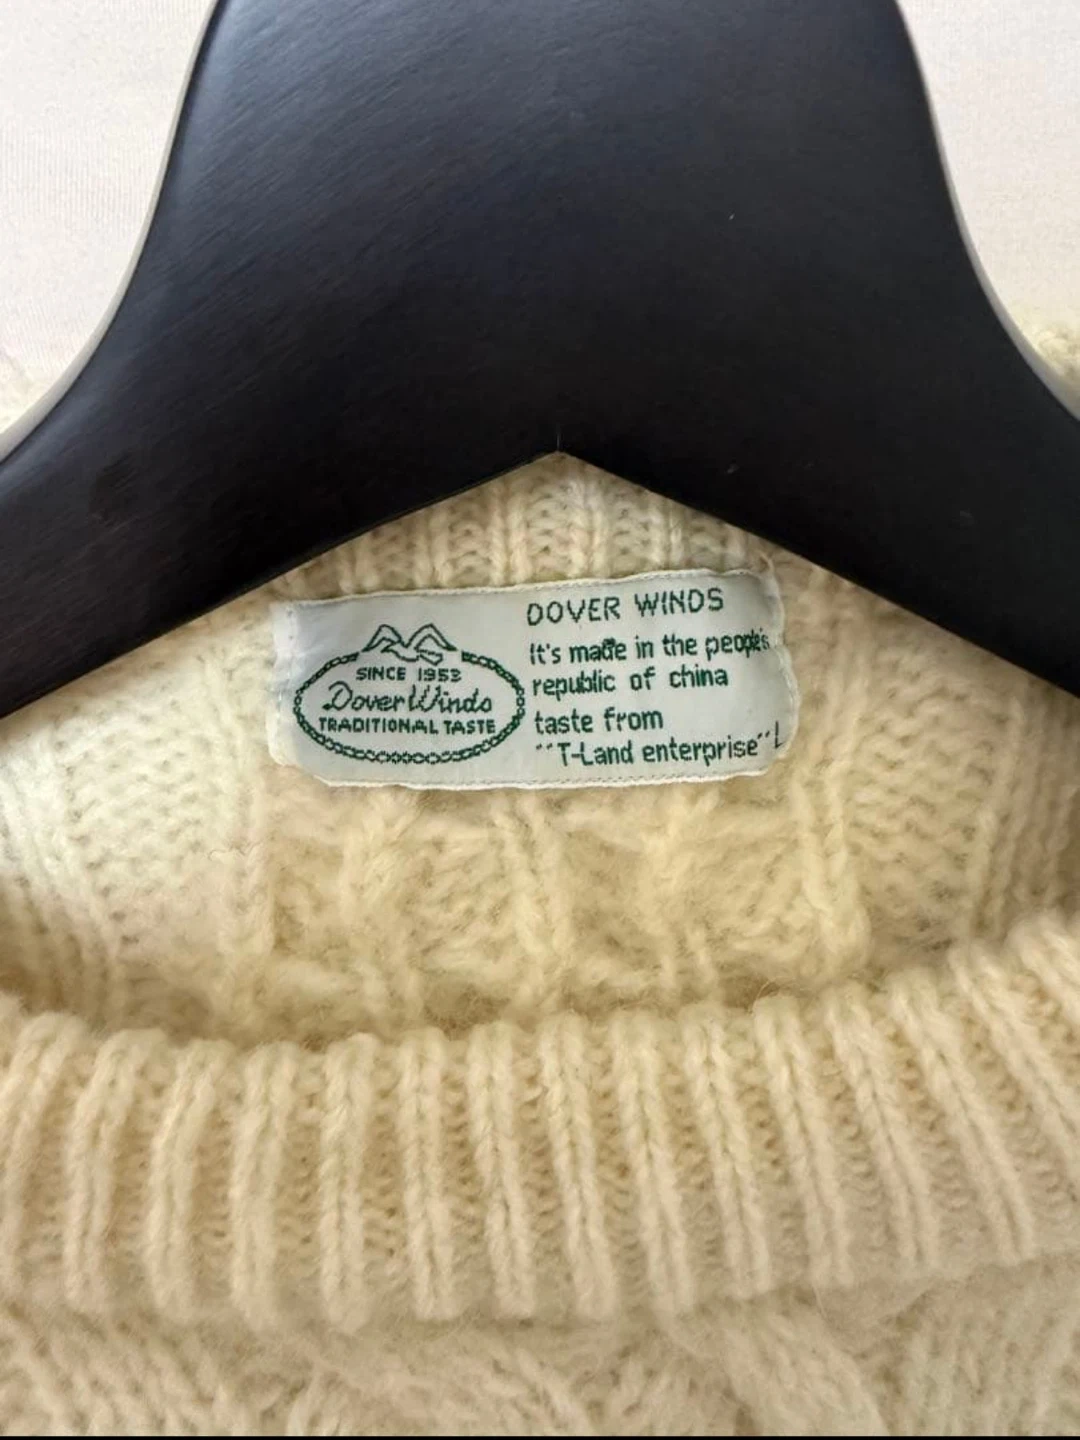 SINCE 1953
Dover Winds
TRADITIONAL TASTE
DOVER WINDS
It's made in the people's
republic of china
taste from
"T-Land enterprise" L